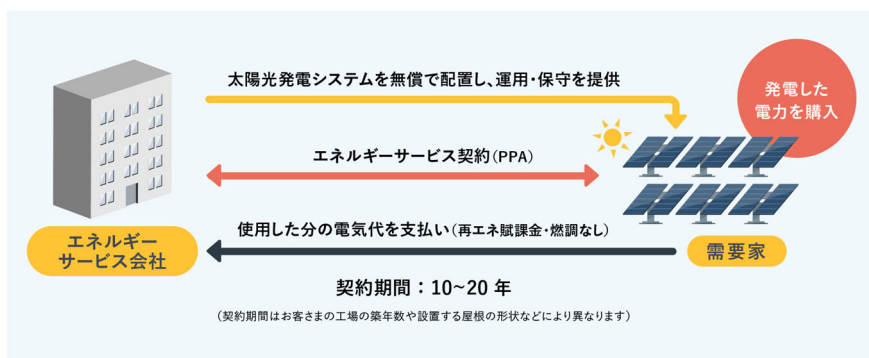 太陽光発電システムを無償で配置し、運用・保守を提供
発電した
電力を購入
エネルギーサービス契約（PPA）
使用した分の電気代を支払い（再エネ賦課金・燃調なし）
エネルギー
サービス会社
需要家
契約期間：10~20 年
（契約期間はお客さまの工場の築年数や設置する屋根の形状などにより異なります）